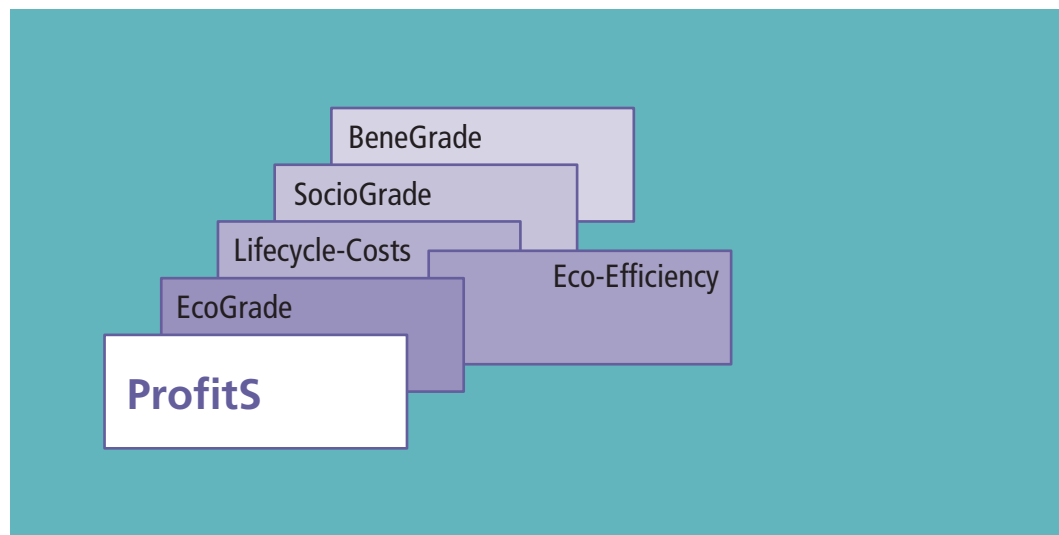 BeneGrade
SocioGrade
Lifecycle-Costs
Eco-Efficiency
EcoGrade
ProfitS